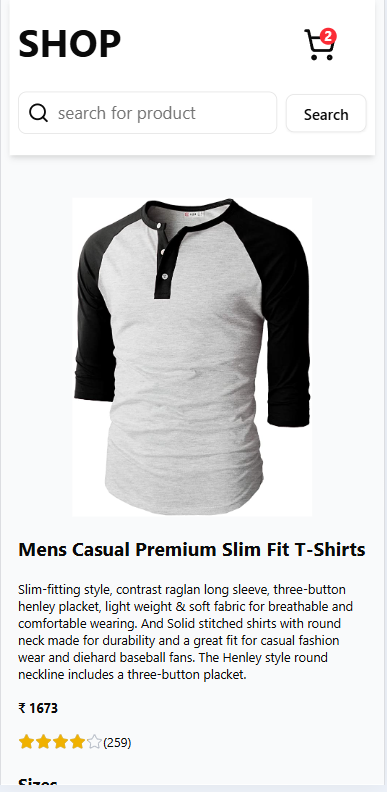 SHOP
2
search for product
Search
Mens Casual Premium Slim Fit T-Shirts
Slim-fitting style, contrast raglan long sleeve, three-button
henley placket, light weight & soft fabric for breathable and
comfortable wearing. And Solid stitched shirts with round
neck made for durability and a great fit for casual fashion
wear and diehard baseball fans. The Henley style round
neckline includes a three-button placket.
₹ 1673
(259)
Sizes